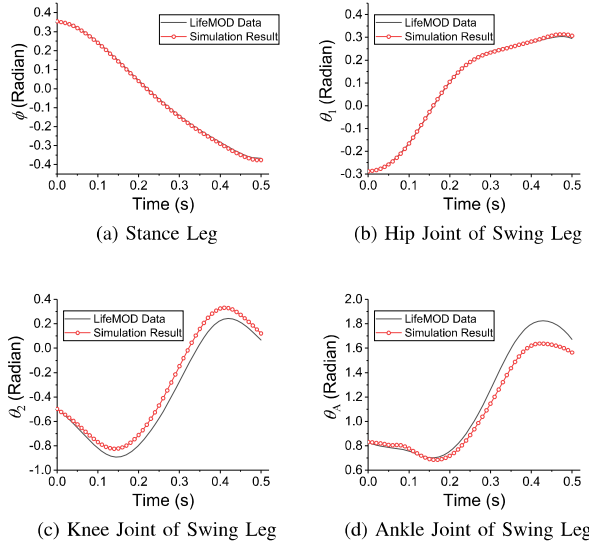 LifeMOD Data
Simulation Result
0.4
0.3
0.2
0.1
0.0
-0.1
-0.2
-0.3
-0.4
ϕ (Radian)
0.0 0.1 0.2 0.3 0.4 0.5
Time (s)
(a) Stance Leg
LifeMOD Data
Simulation Result
0.4
0.3
0.2
0.1
0.0
-0.1
-0.2
-0.3
θ1 (Radian)
0.0 0.1 0.2 0.3 0.4 0.5
Time (s)
(b) Hip Joint of Swing Leg
LifeMOD Data
Simulation Result
0.4
0.2
0.0
-0.2
-0.4
-0.6
-0.8
-1.0
θ2 (Radian)
0.0 0.1 0.2 0.3 0.4 0.5
Time (s)
(c) Knee Joint of Swing Leg
LifeMOD Data
Simulation Result
2.0
1.8
1.6
1.4
1.2
1.0
0.8
0.6
θA (Radian)
0.0 0.1 0.2 0.3 0.4 0.5
Time (s)
(d) Ankle Joint of Swing Leg